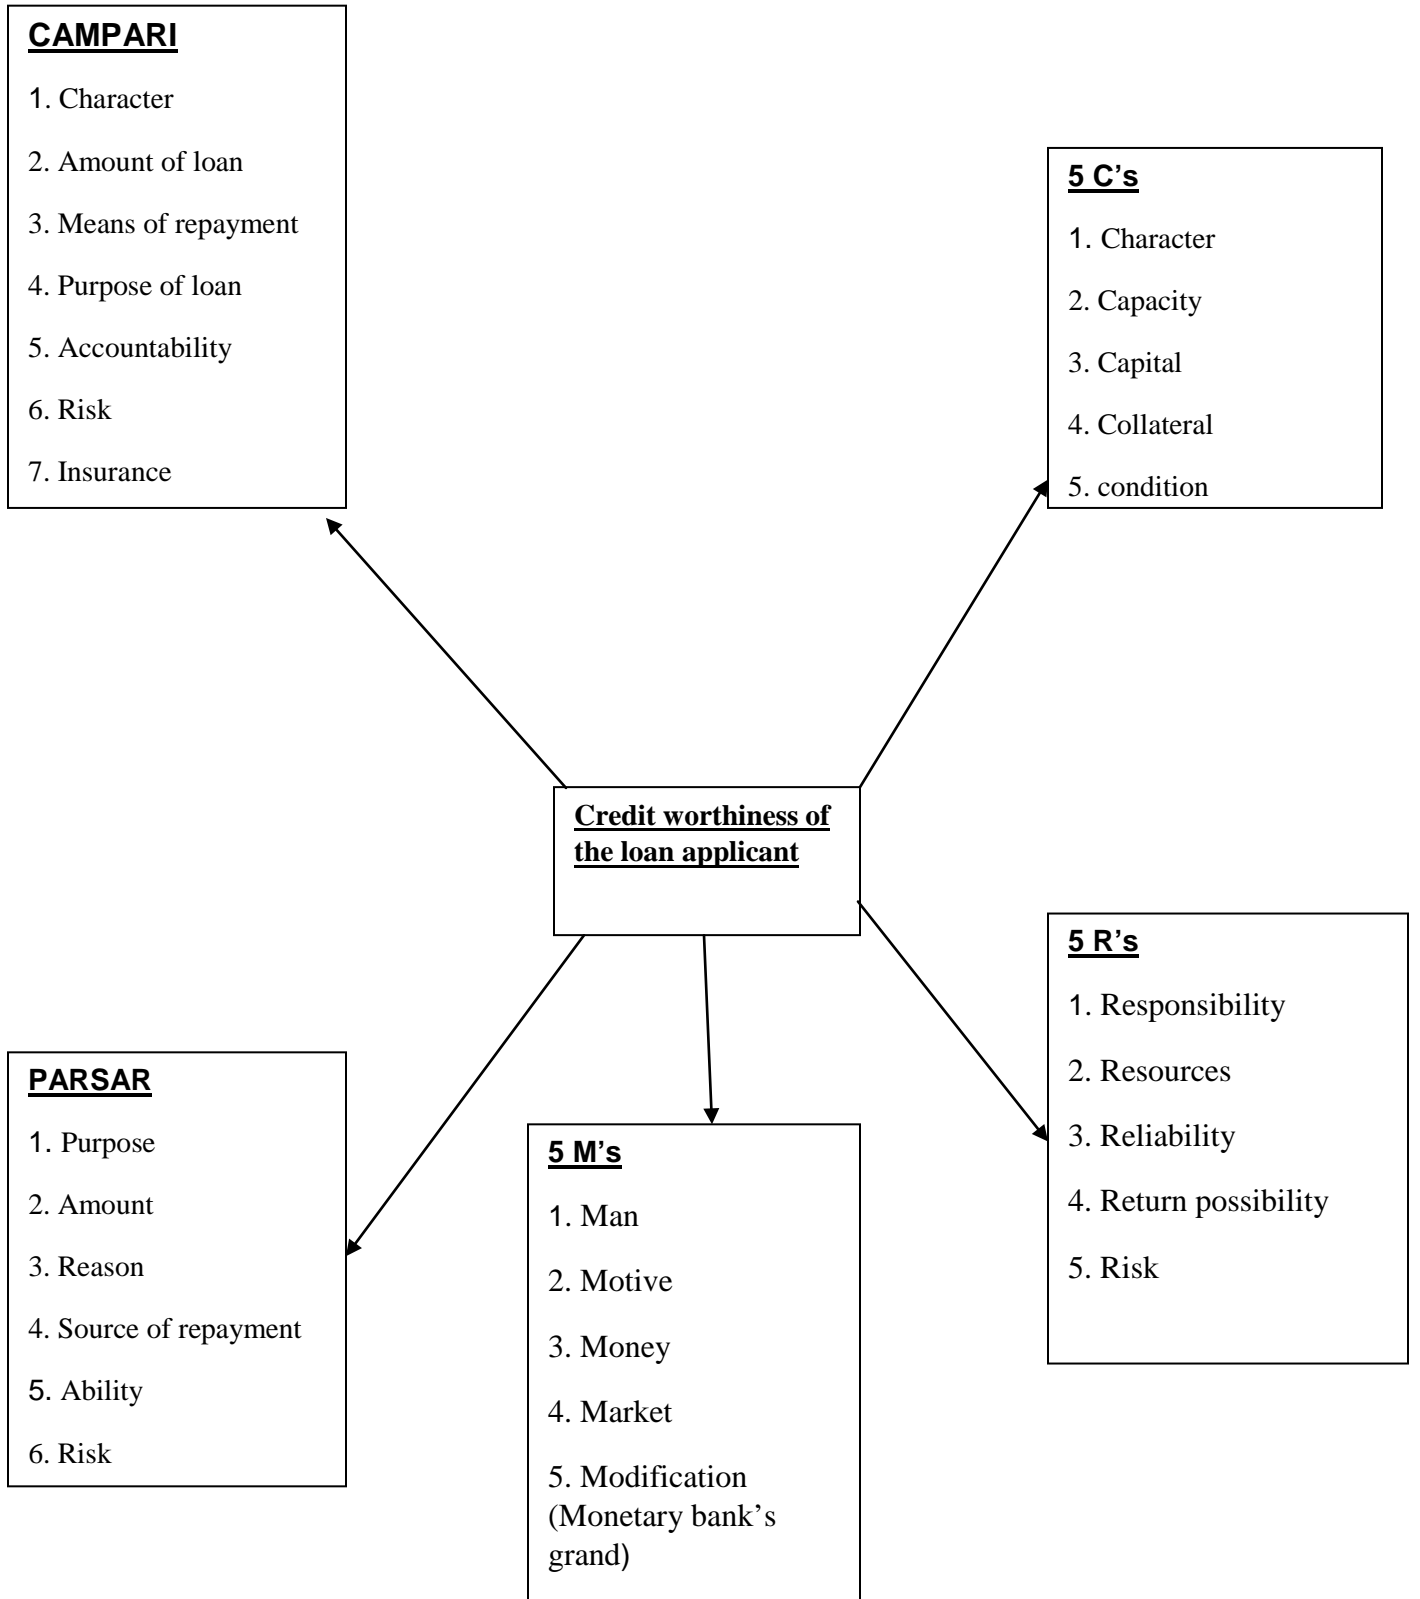 CAMPARI
1. Character
2. Amount of loan
3. Means of repayment
4. Purpose of loan
5. Accountability
6. Risk
7. Insurance
5 C’s
1. Character
2. Capacity
3. Capital
4. Collateral
5. condition
Credit worthiness of
the loan applicant
5 R’s
1. Responsibility
2. Resources
3. Reliability
4. Return possibility
5. Risk
PARSAR
1. Purpose
2. Amount
3. Reason
4. Source of repayment
5. Ability
6. Risk
5 M’s
1. Man
2. Motive
3. Money
4. Market
5. Modification
(Monetary bank’s
grand)